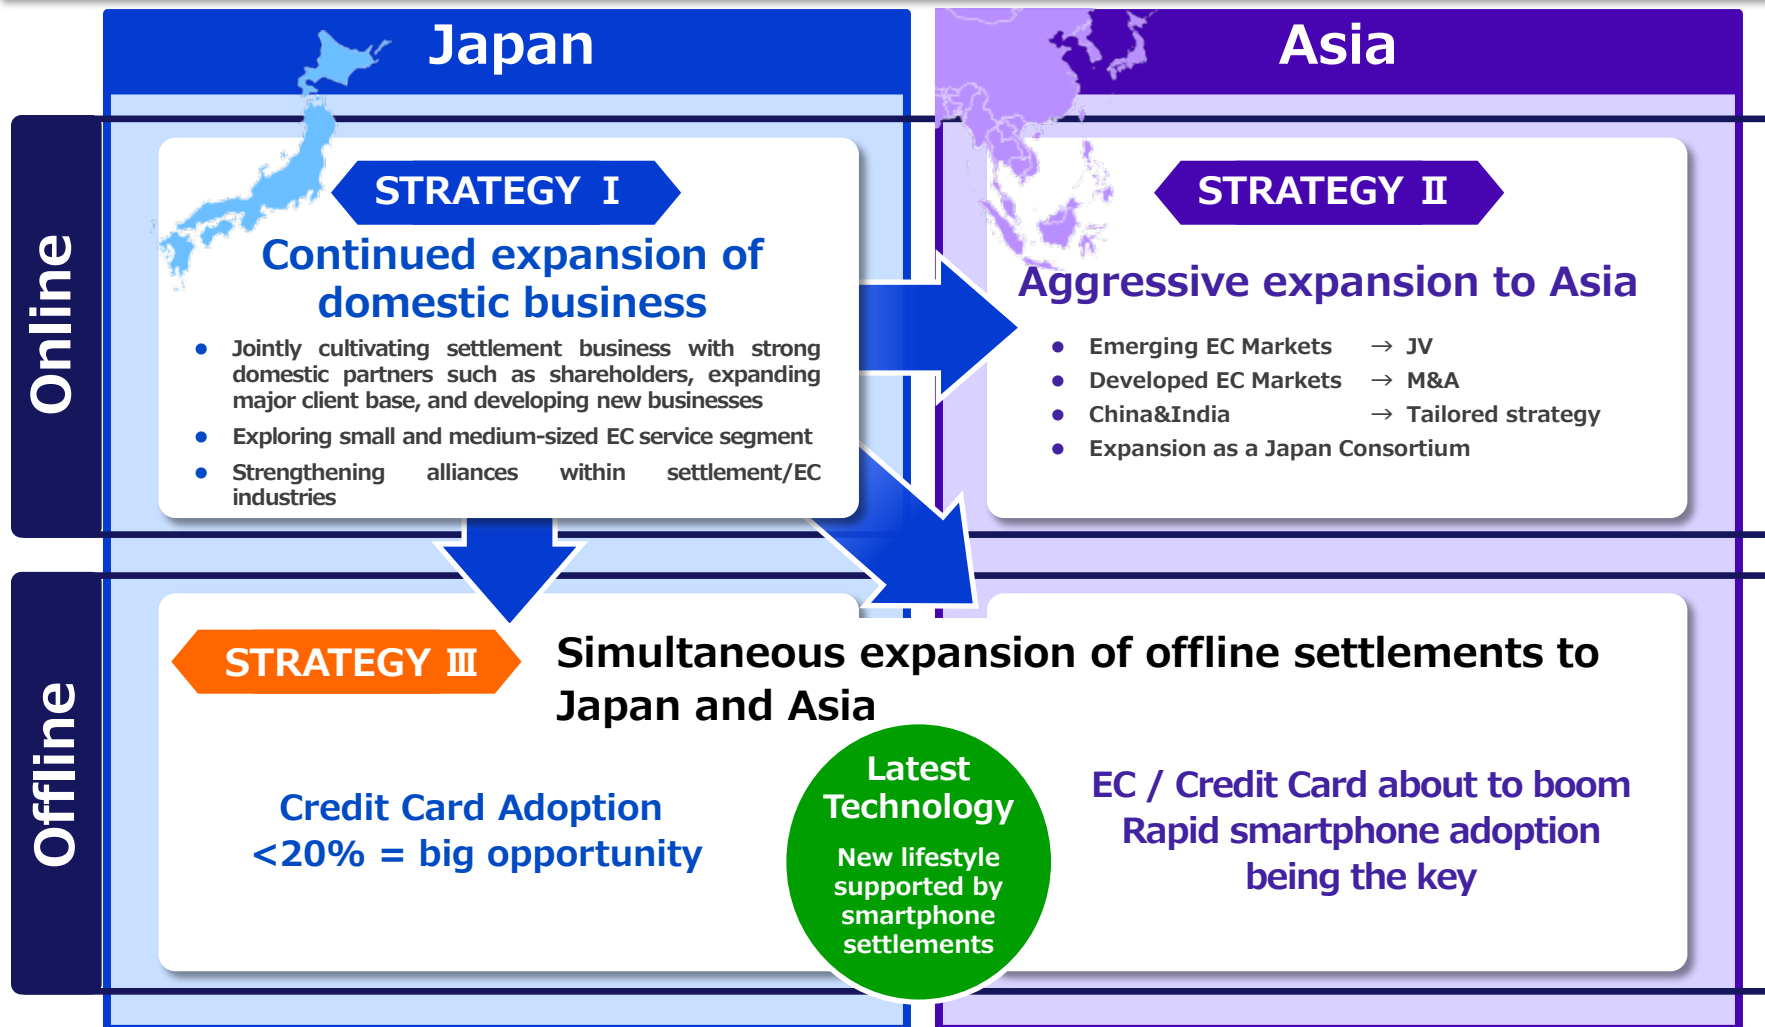 Japan
Asia
Online
STRATEGY Ⅰ
Continued expansion of
domestic business
● Jointly cultivating settlement business with strong
domestic partners such as shareholders, expanding
major client base, and developing new businesses
● Exploring small and medium-sized EC service segment
● Strengthening alliances within settlement/EC
industries
STRATEGY Ⅱ
Aggressive expansion to Asia
● Emerging EC Markets → JV
● Developed EC Markets → M&A
● China&India → Tailored strategy
● Expansion as a Japan Consortium
Offline
STRATEGY Ⅲ
Simultaneous expansion of offline settlements to
Japan and Asia
Credit Card Adoption
<20% = big opportunity
Latest
Technology
New lifestyle
supported by
smartphone
settlements
EC / Credit Card about to boom
Rapid smartphone adoption
being the key